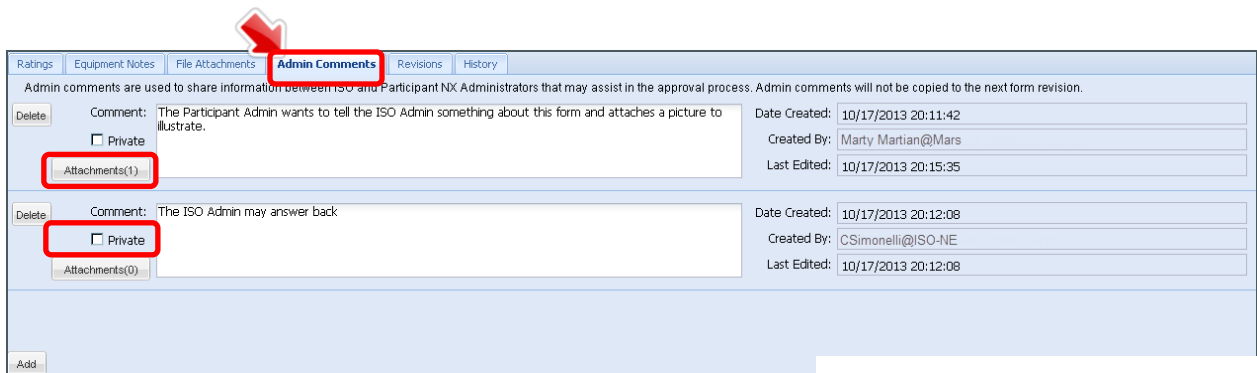 Ratings Equipment Notes File Attachments Admin Comments Revisions History
Admin comments are used to share information between ISO and Participant NX Administrators that may assist in the approval process. Admin comments will not be copied to the next form revision.
Delete Comment: The Participant Admin wants to tell the ISO Admin something about this form and attaches a picture to Date Created: 10/17/2013 20:11:42
illustrate.
Private Created By: Marty Martian@Mars
Attachments(1) Last Edited: 10/17/2013 20:15:35
Delete Comment: The ISO Admin may answer back Date Created: 10/17/2013 20:12:08
Private Created By: CSimonelli@ISO-NE
Attachments(0) Last Edited: 10/17/2013 20:12:08
Add